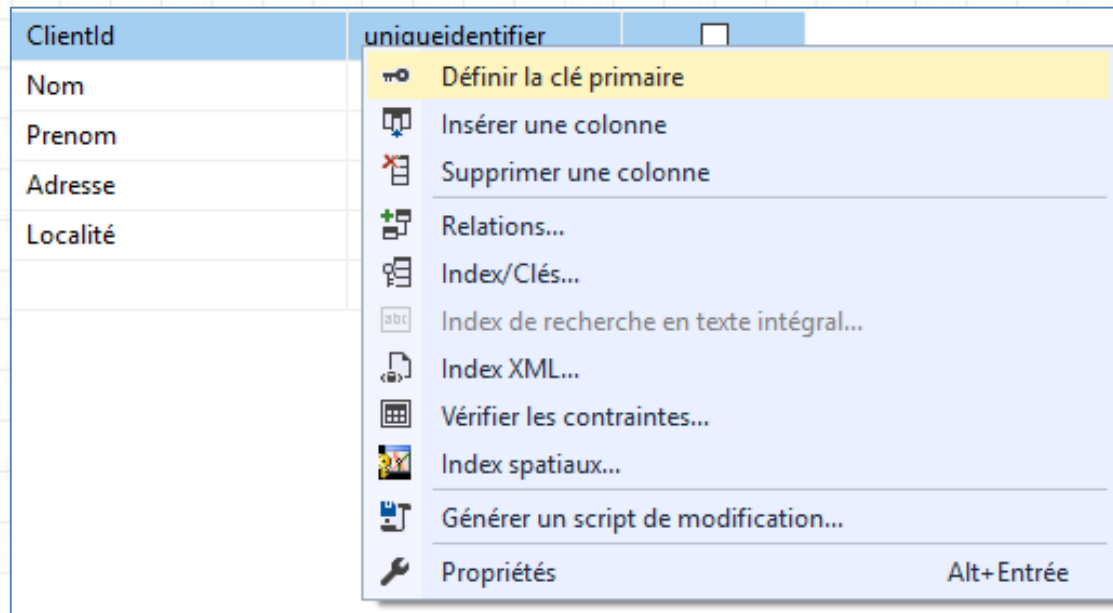 ClientId uniqueidentifier
Nom
Définir la clé primaire
Prenom
Insérer une colonne
Adresse
Supprimer une colonne
Localité
Relations...
Index/Clés...
abc
Index de recherche en texte intégral...
Index XML...
Vérifier les contraintes...
Index spatiaux...
Générer un script de modification...
Propriétés Alt+Entrée